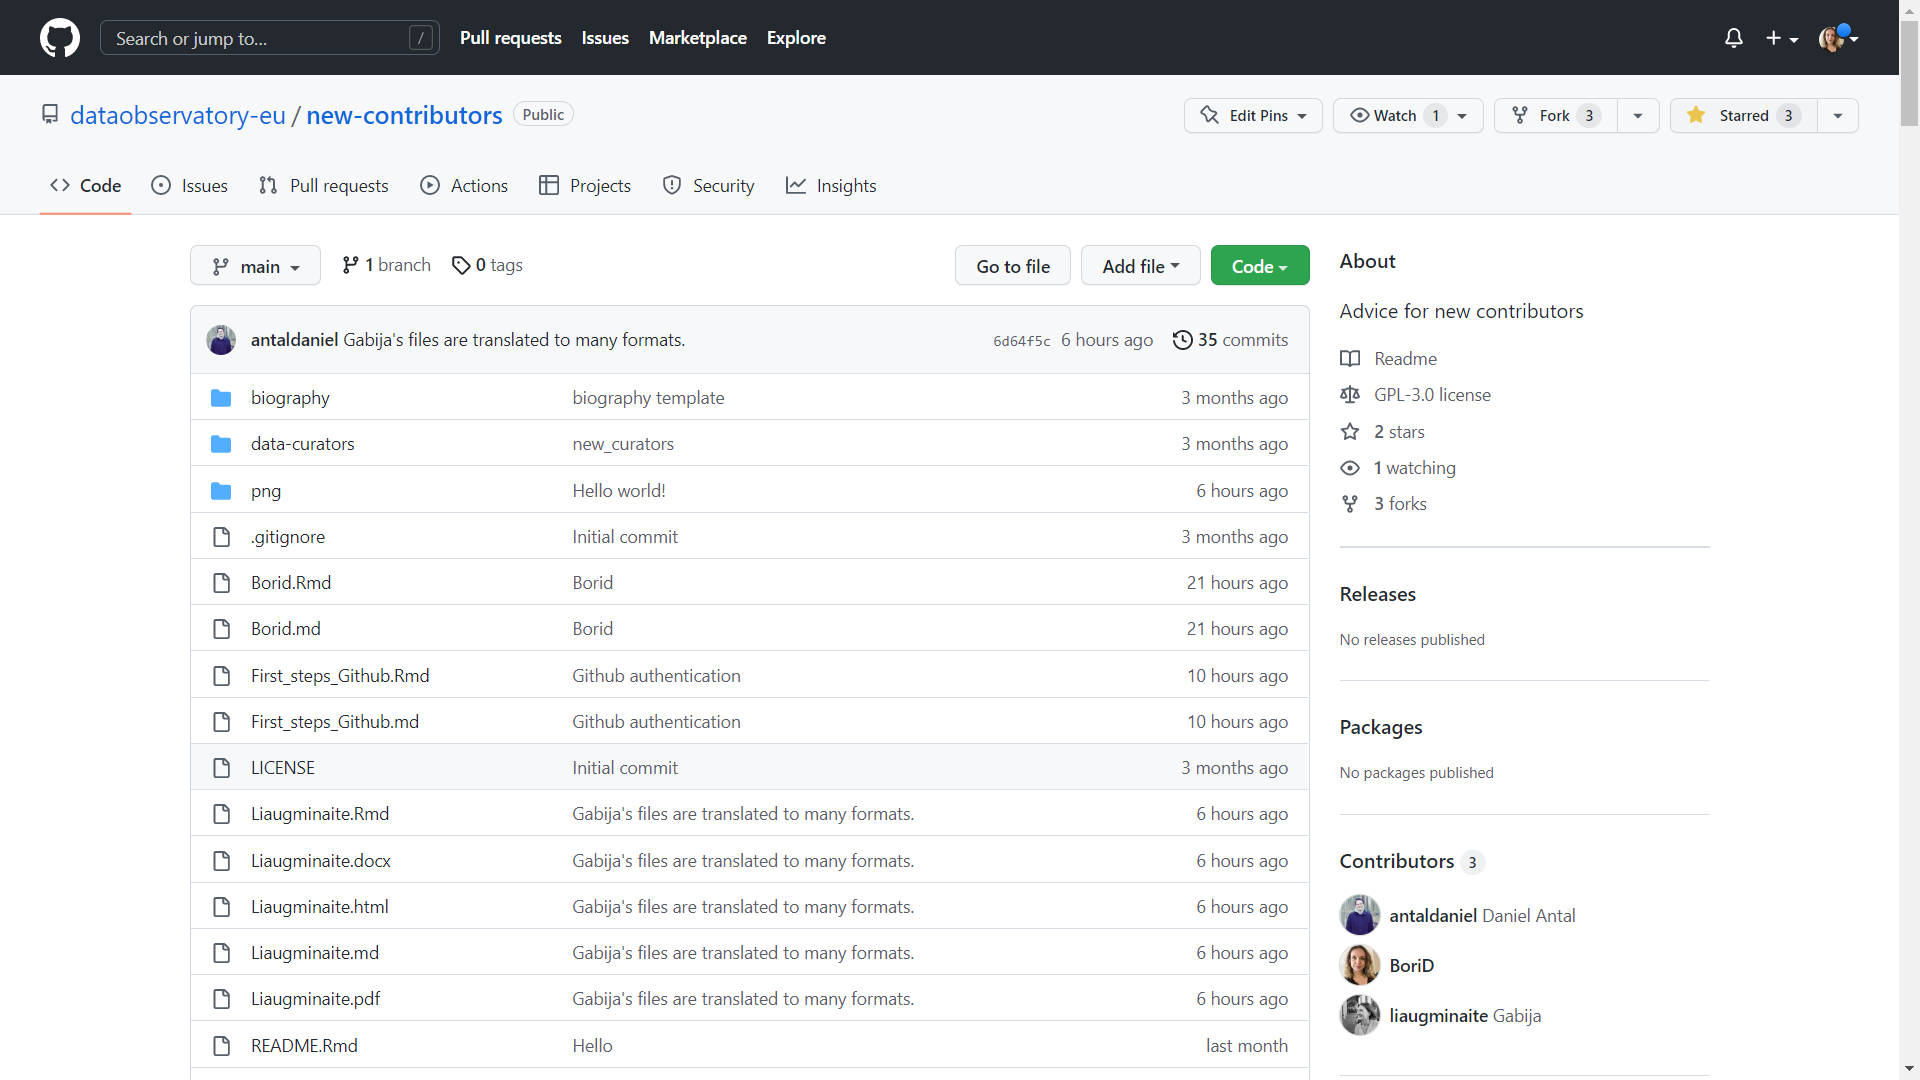 Search or jump to... /
Pull requests Issues Marketplace Explore
dataobservatory-eu / new-contributors Public
Edit Pins Watch 1 Fork 3 Starred 3
Code Issues Pull requests Actions Projects Security Insights
main 1 branch 0 tags Go to file Add file Code
antaldaniel Gabija's files are translated to many formats. 6d64f5c 6 hours ago 35 commits
biography biography template 3 months ago
data-curators new_curators 3 months ago
png Hello world! 6 hours ago
.gitignore Initial commit 3 months ago
Borid.Rmd Borid 21 hours ago
Borid.md Borid 21 hours ago
First_steps_Github.Rmd Github authentication 10 hours ago
First_steps_Github.md Github authentication 10 hours ago
LICENSE Initial commit 3 months ago
Liaugminaite.Rmd Gabija's files are translated to many formats. 6 hours ago
Liaugminaite.docx Gabija's files are translated to many formats. 6 hours ago
Liaugminaite.html Gabija's files are translated to many formats. 6 hours ago
Liaugminaite.md Gabija's files are translated to many formats. 6 hours ago
Liaugminaite.pdf Gabija's files are translated to many formats. 6 hours ago
README.Rmd Hello last month
About
Advice for new contributors
Readme
GPL-3.0 license
2 stars
1 watching
3 forks
Releases
No releases published
Packages
No packages published
Contributors 3
antaldaniel Daniel Antal
BoriD
liaugminaite Gabija